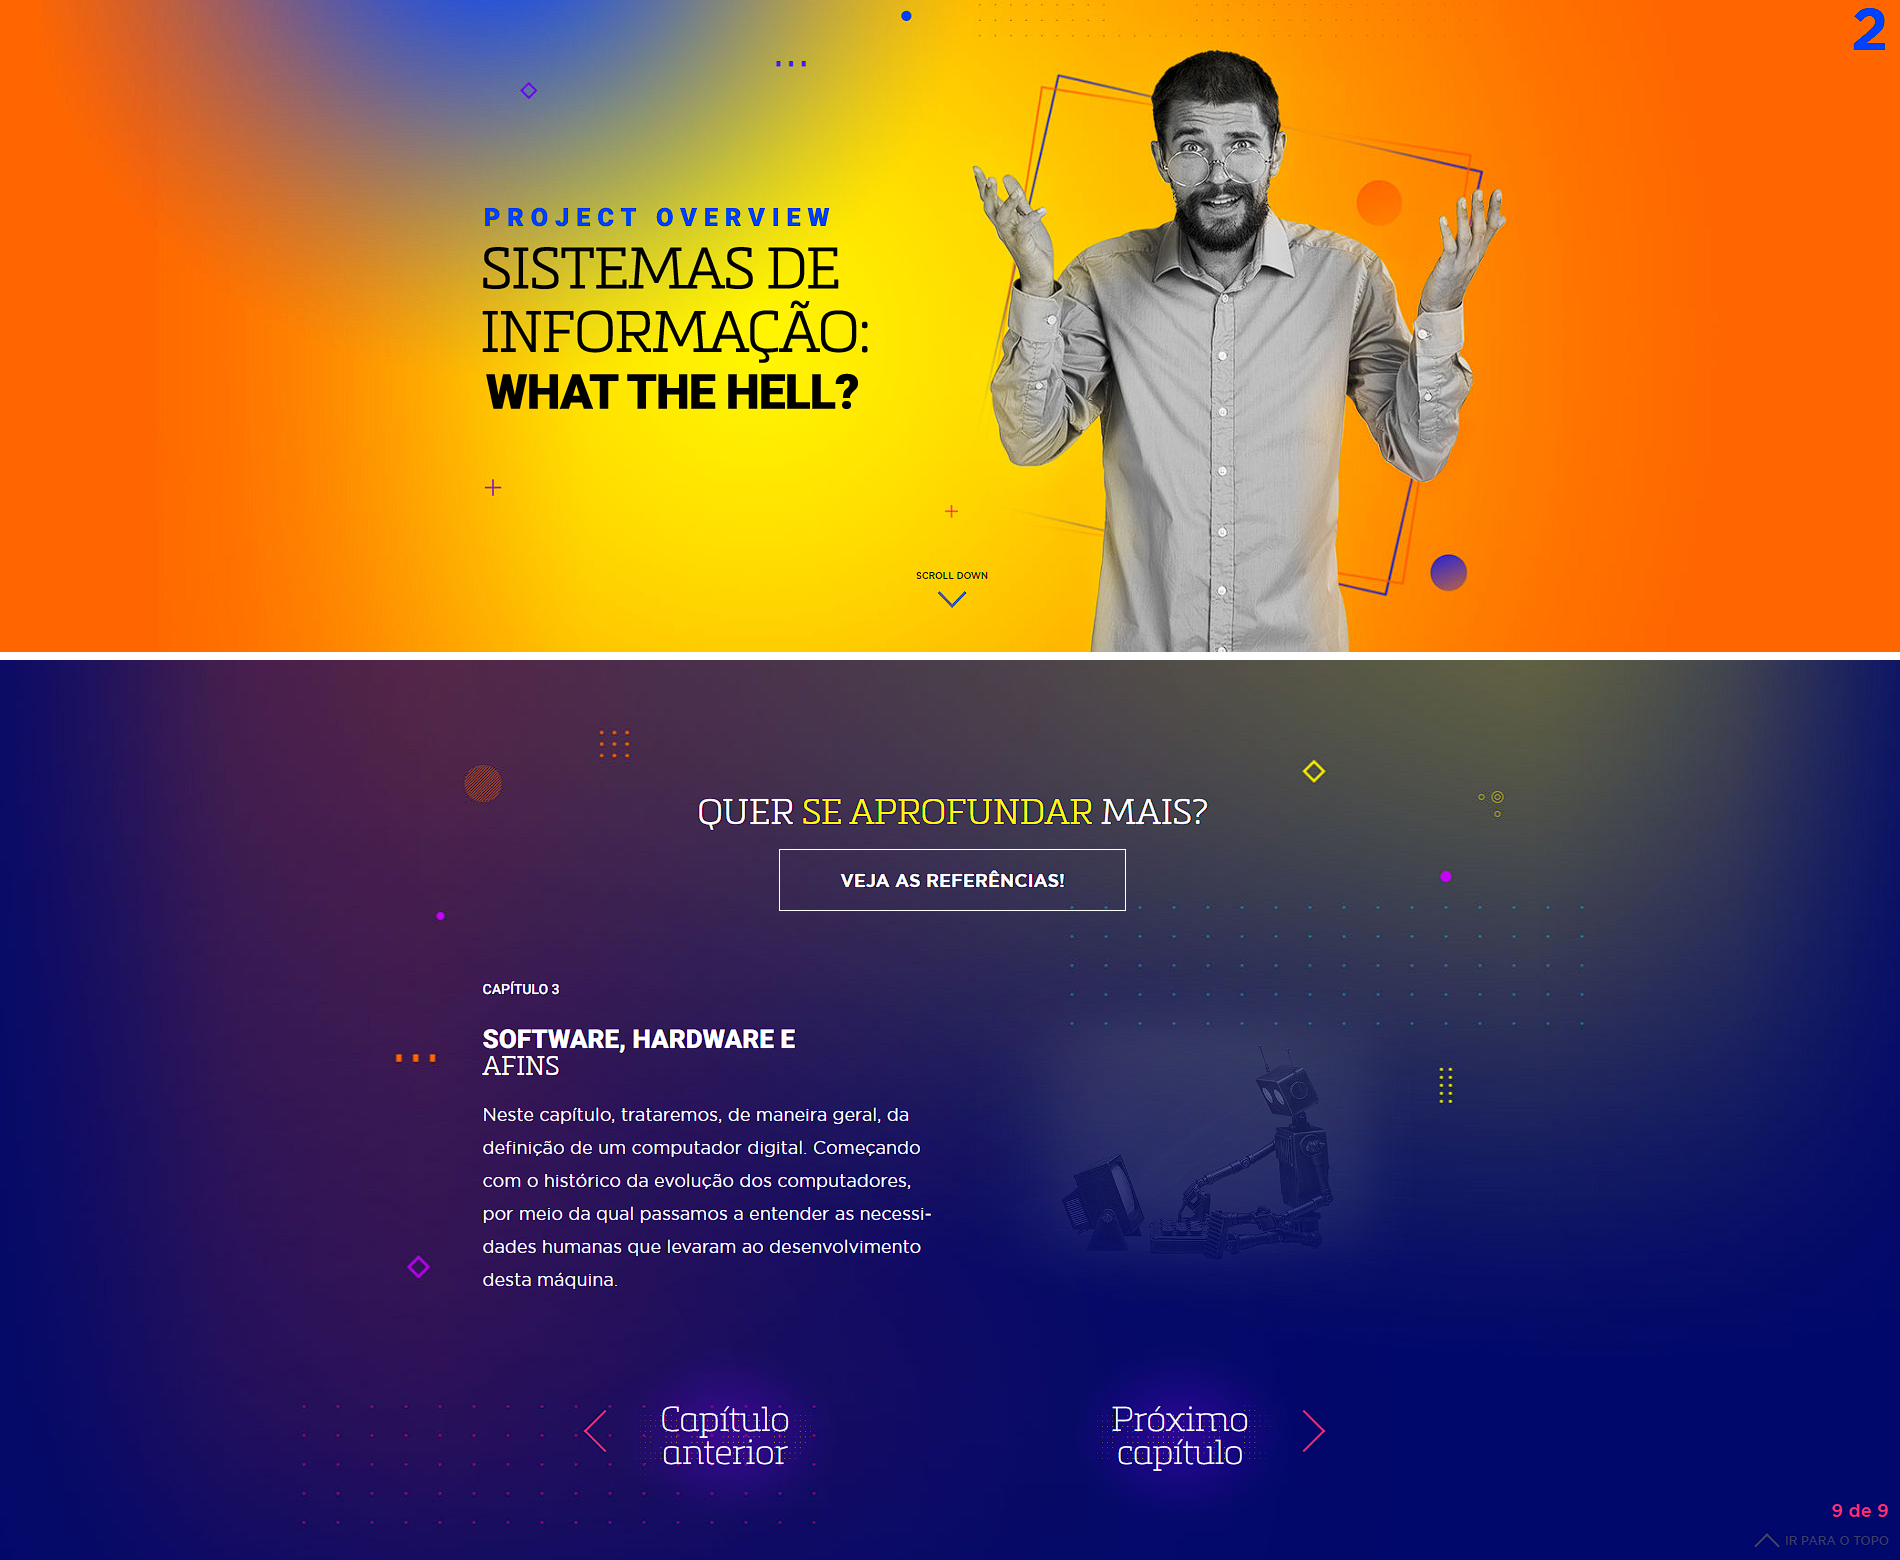 2
PROJECT OVERVIEW
SISTEMAS DE
INFORMAÇÃO:
WHAT THE HELL?
SCROLL DOWN
QUER SE APROFUNDAR MAIS?
VEJA AS REFERÊNCIAS!
CAPÍTULO 3
SOFTWARE, HARDWARE E
AFINS
Neste capítulo, trataremos, de maneira geral, da
definição de um computador digital. Começando
com o histórico da evolução dos computadores,
por meio da qual passamos a entender as necessi-
dades humanas que levaram ao desenvolvimento
desta máquina.
Capítulo
anterior
Próximo
capítulo
9 de 9
IR PARA O TOPO